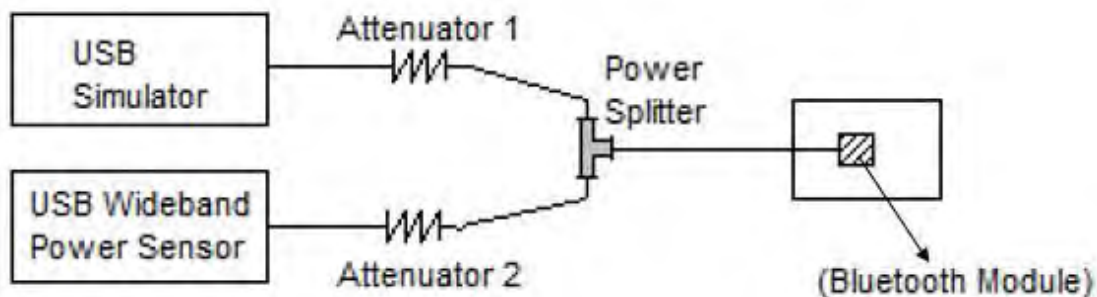 USB
Simulator
Attenuator 1
Power
Splitter
USB Wideband
Power Sensor
Attenuator 2
(Bluetooth Module)